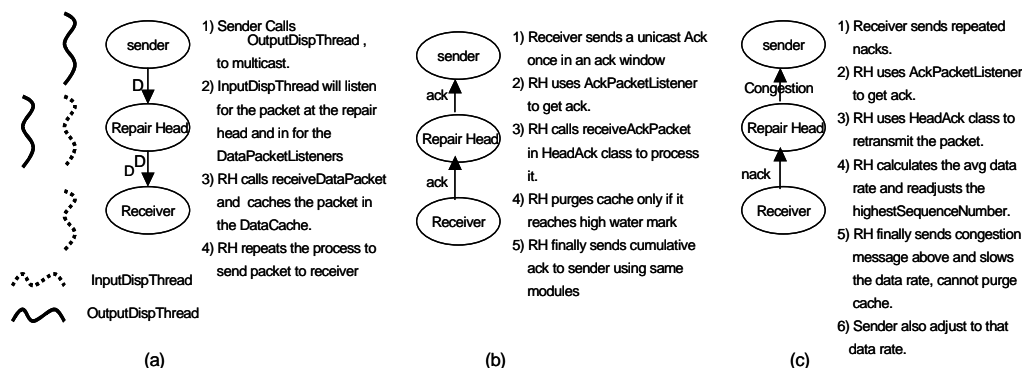 sender
D
Repair Head
D
D
Receiver
InputDispThread
OutputDispThread
1) Sender Calls
OutputDispThread ,
to multicast.
2) InputDispThread will listen
for the packet at the repair
head and in for the
DataPacketListeners
3) RH calls receiveDataPacket
and caches the packet in
the DataCache.
4) RH repeats the process to
send packet to receiver
(a)
sender
ack
Repair Head
ack
Receiver
1) Receiver sends a unicast Ack
once in an ack window
2) RH uses AckPacketListener
to get ack.
3) RH calls receiveAckPacket
in HeadAck class to process
it.
4) RH purges cache only if it
reaches high water mark
5) RH finally sends cumulative
ack to sender using same
modules
(b)
sender
Congestion
Repair Head
nack
Receiver
1) Receiver sends repeated
nacks.
2) RH uses AckPacketListener
to get ack.
3) RH uses HeadAck class to
retransmit the packet.
4) RH calculates the avg data
rate and readjusts the
highestSequenceNumber.
5) RH finally sends congestion
message above and slows
the data rate, cannot purge
cache.
6) Sender also adjust to that
data rate.
(c)